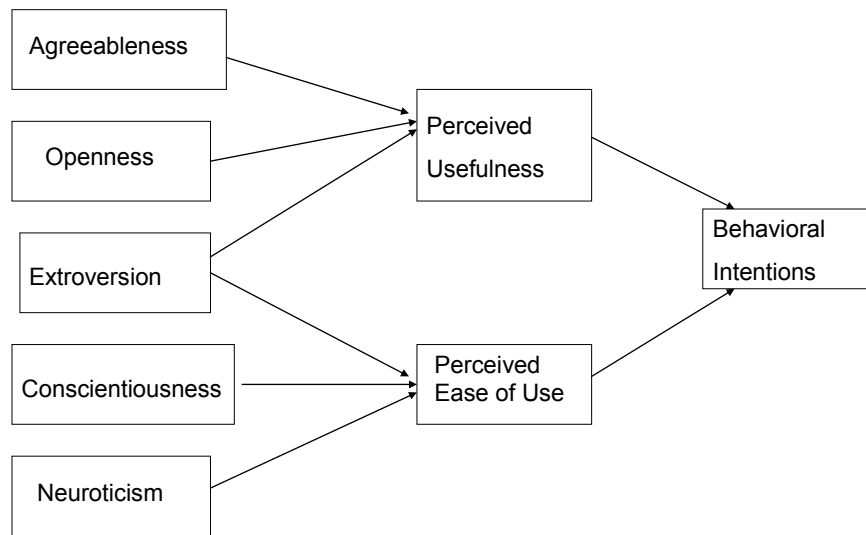 Agreeableness
Openness
Extroversion
Conscientiousness
Neuroticism
Perceived
Usefulness
Perceived
Ease of Use
Behavioral
Intentions